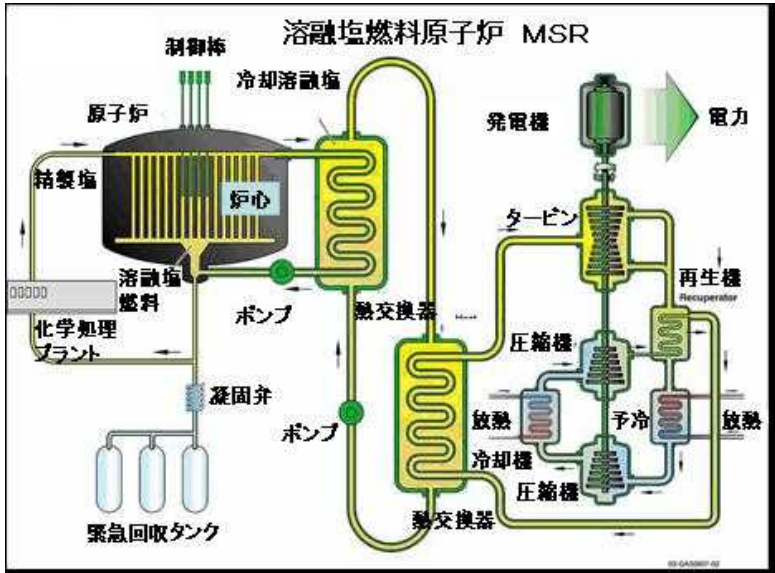 溶融塩燃料原子炉 MSR
制御棒
冷却溶融塩
原子炉
発電機
電力
精製塩
炉心
タービン
溶融塩
燃料
ポンプ
熱交換器
再生機
Recuperator
化学処理
プラント
圧縮機
凝固弁
ポンプ
放熱
予冷
放熱
冷却機
圧縮機
熱交換器
緊急回収タンク
02-GA50807-02